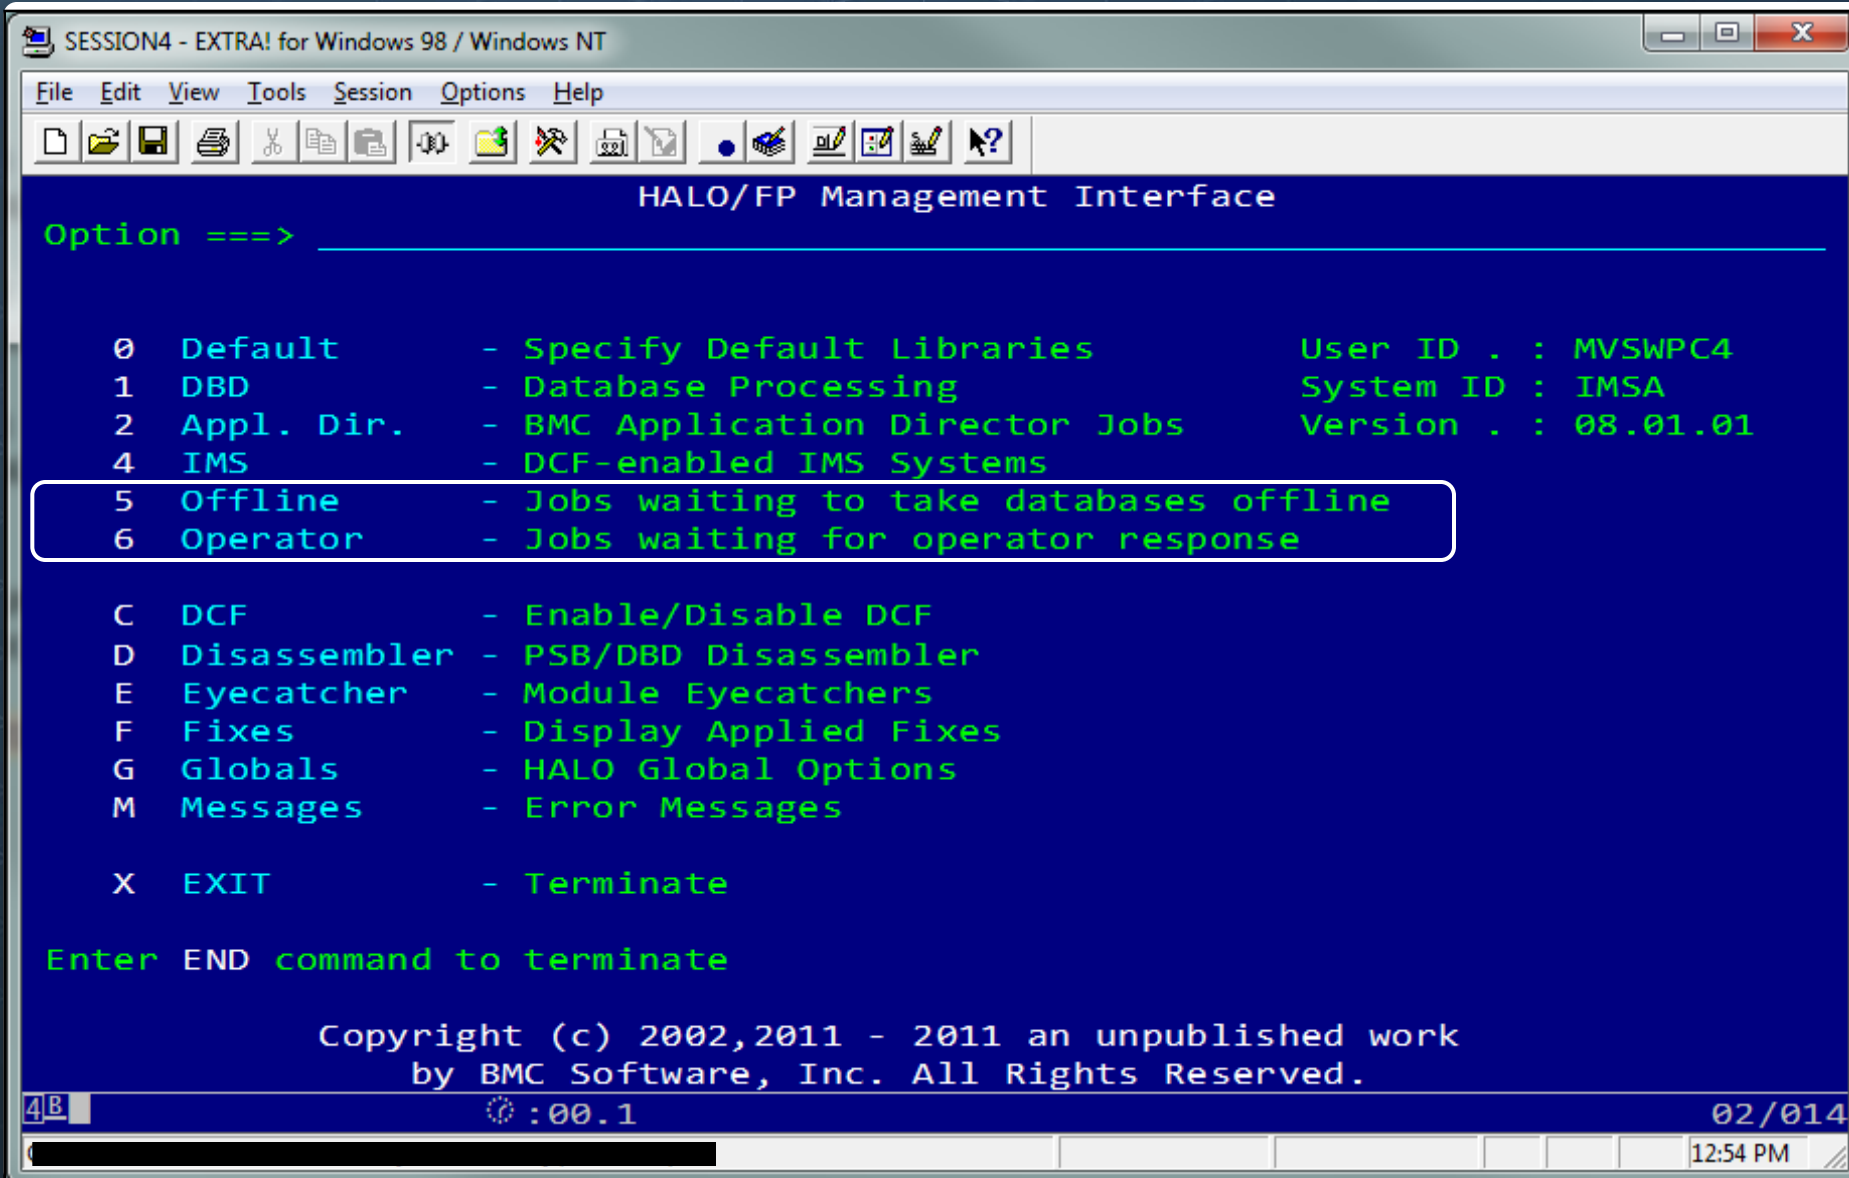 SESSION4 - EXTRA! for Windows 98 / Windows NT
File Edit View Tools Session Options Help
HALO/FP Management Interface
Option ===>
0 Default - Specify Default Libraries User ID . : MVSWPC4
1 DBD - Database Processing System ID : IMSA
2 Appl. Dir. - BMC Application Director Jobs Version . : 08.01.01
4 IMS - DCF-enabled IMS Systems
5 Offline - Jobs waiting to take databases offline
6 Operator - Jobs waiting for operator response
C DCF - Enable/Disable DCF
D Disassembler - PSB/DBD Disassembler
E Eyecatcher - Module Eyecatchers
F Fixes - Display Applied Fixes
G Globals - HALO Global Options
M Messages - Error Messages
X EXIT - Terminate
Enter END command to terminate
Copyright (c) 2002,2011 - 2011 an unpublished work
by BMC Software, Inc. All Rights Reserved.
4B :00.1 02/014
12:54 PM